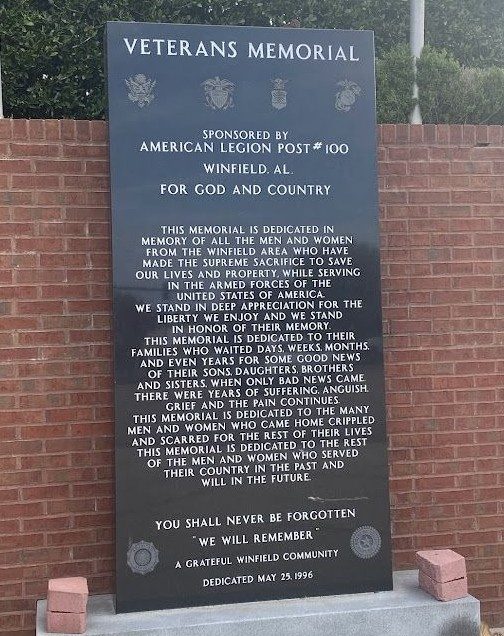 VETERANS MEMORIAL
SPONSORED BY
AMERICAN LEGION POST #100
WINFIELD, AL.
FOR GOD AND COUNTRY
THIS MEMORIAL IS DEDICATED IN
MEMORY OF ALL THE MEN AND WOMEN
FROM THE WINFIELD AREA WHO HAVE
MADE THE SUPREME SACRIFICE TO SAVE
OUR LIVES AND PROPERTY, WHILE SERVING
IN THE ARMED FORCES OF THE
UNITED STATES OF AMERICA.
WE STAND IN DEEP APPRECIATION FOR THE
LIBERTY WE ENJOY AND WE STAND
IN HONOR OF THEIR MEMORY.
THIS MEMORIAL IS DEDICATED TO THEIR
FAMILIES WHO WAITED DAYS, WEEKS, MONTHS,
AND EVEN YEARS FOR SOME GOOD NEWS
OF THEIR SONS, DAUGHTERS, BROTHERS
AND SISTERS, WHEN ONLY BAD NEWS CAME.
THERE WERE YEARS OF SUFFERING, ANGUISH,
GRIEF AND THE PAIN CONTINUES.
THIS MEMORIAL IS DEDICATED TO THE MANY
MEN AND WOMEN WHO CAME HOME CRIPPLED
AND SCARRED FOR THE REST OF THEIR LIVES
THIS MEMORIAL IS DEDICATED TO THE REST
OF THE MEN AND WOMEN WHO SERVED
THEIR COUNTRY IN THE PAST AND
WILL IN THE FUTURE.
YOU SHALL NEVER BE FORGOTTEN
"WE WILL REMEMBER"
A GRATEFUL WINFIELD COMMUNITY
DEDICATED MAY 25, 1996